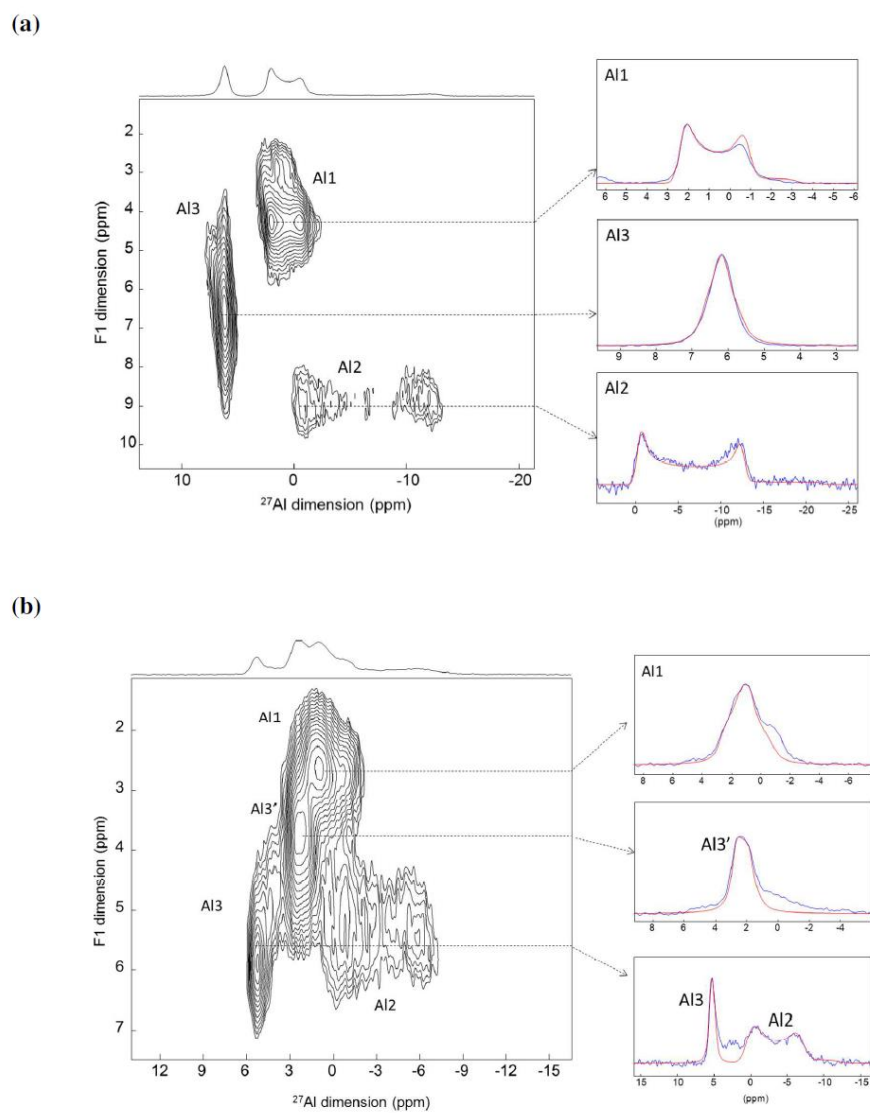 (a)
Al1
Al3
Al2
2
3
4
5
6
7
8
9
10
F1 dimension (ppm)
10 0 -10 -20
²⁷Al dimension (ppm)
Al1
6 5 4 3 2 1 0 -1 -2 -3 -4 -5 -6
Al3
9 8 7 6 5 4 3
Al2
0 -5 -10 -15 -20 -25
(ppm)
(b)
Al1
Al3'
Al3
Al2
2
3
4
5
6
7
F1 dimension (ppm)
12 9 6 3 0 -3 -6 -9 -12 -15
²⁷Al dimension (ppm)
Al1
8 6 4 2 0 -2 -4 -6
Al3'
8 6 4 2 0 -2 -4
Al3
Al2
15 10 5 0 -5 -10 -15
(ppm)